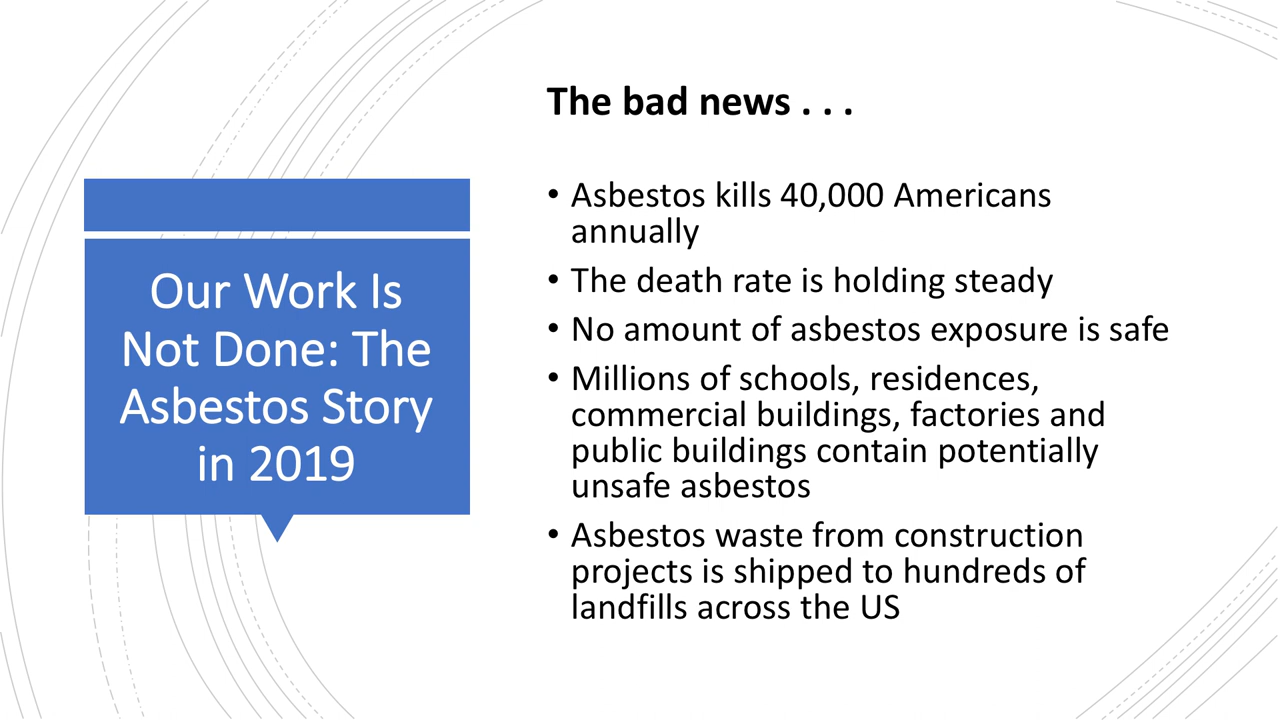 Our Work Is
Not Done: The
Asbestos Story
in 2019
The bad news . . .
• Asbestos kills 40,000 Americans
annually
• The death rate is holding steady
• No amount of asbestos exposure is safe
• Millions of schools, residences,
commercial buildings, factories and
public buildings contain potentially
unsafe asbestos
• Asbestos waste from construction
projects is shipped to hundreds of
landfills across the US